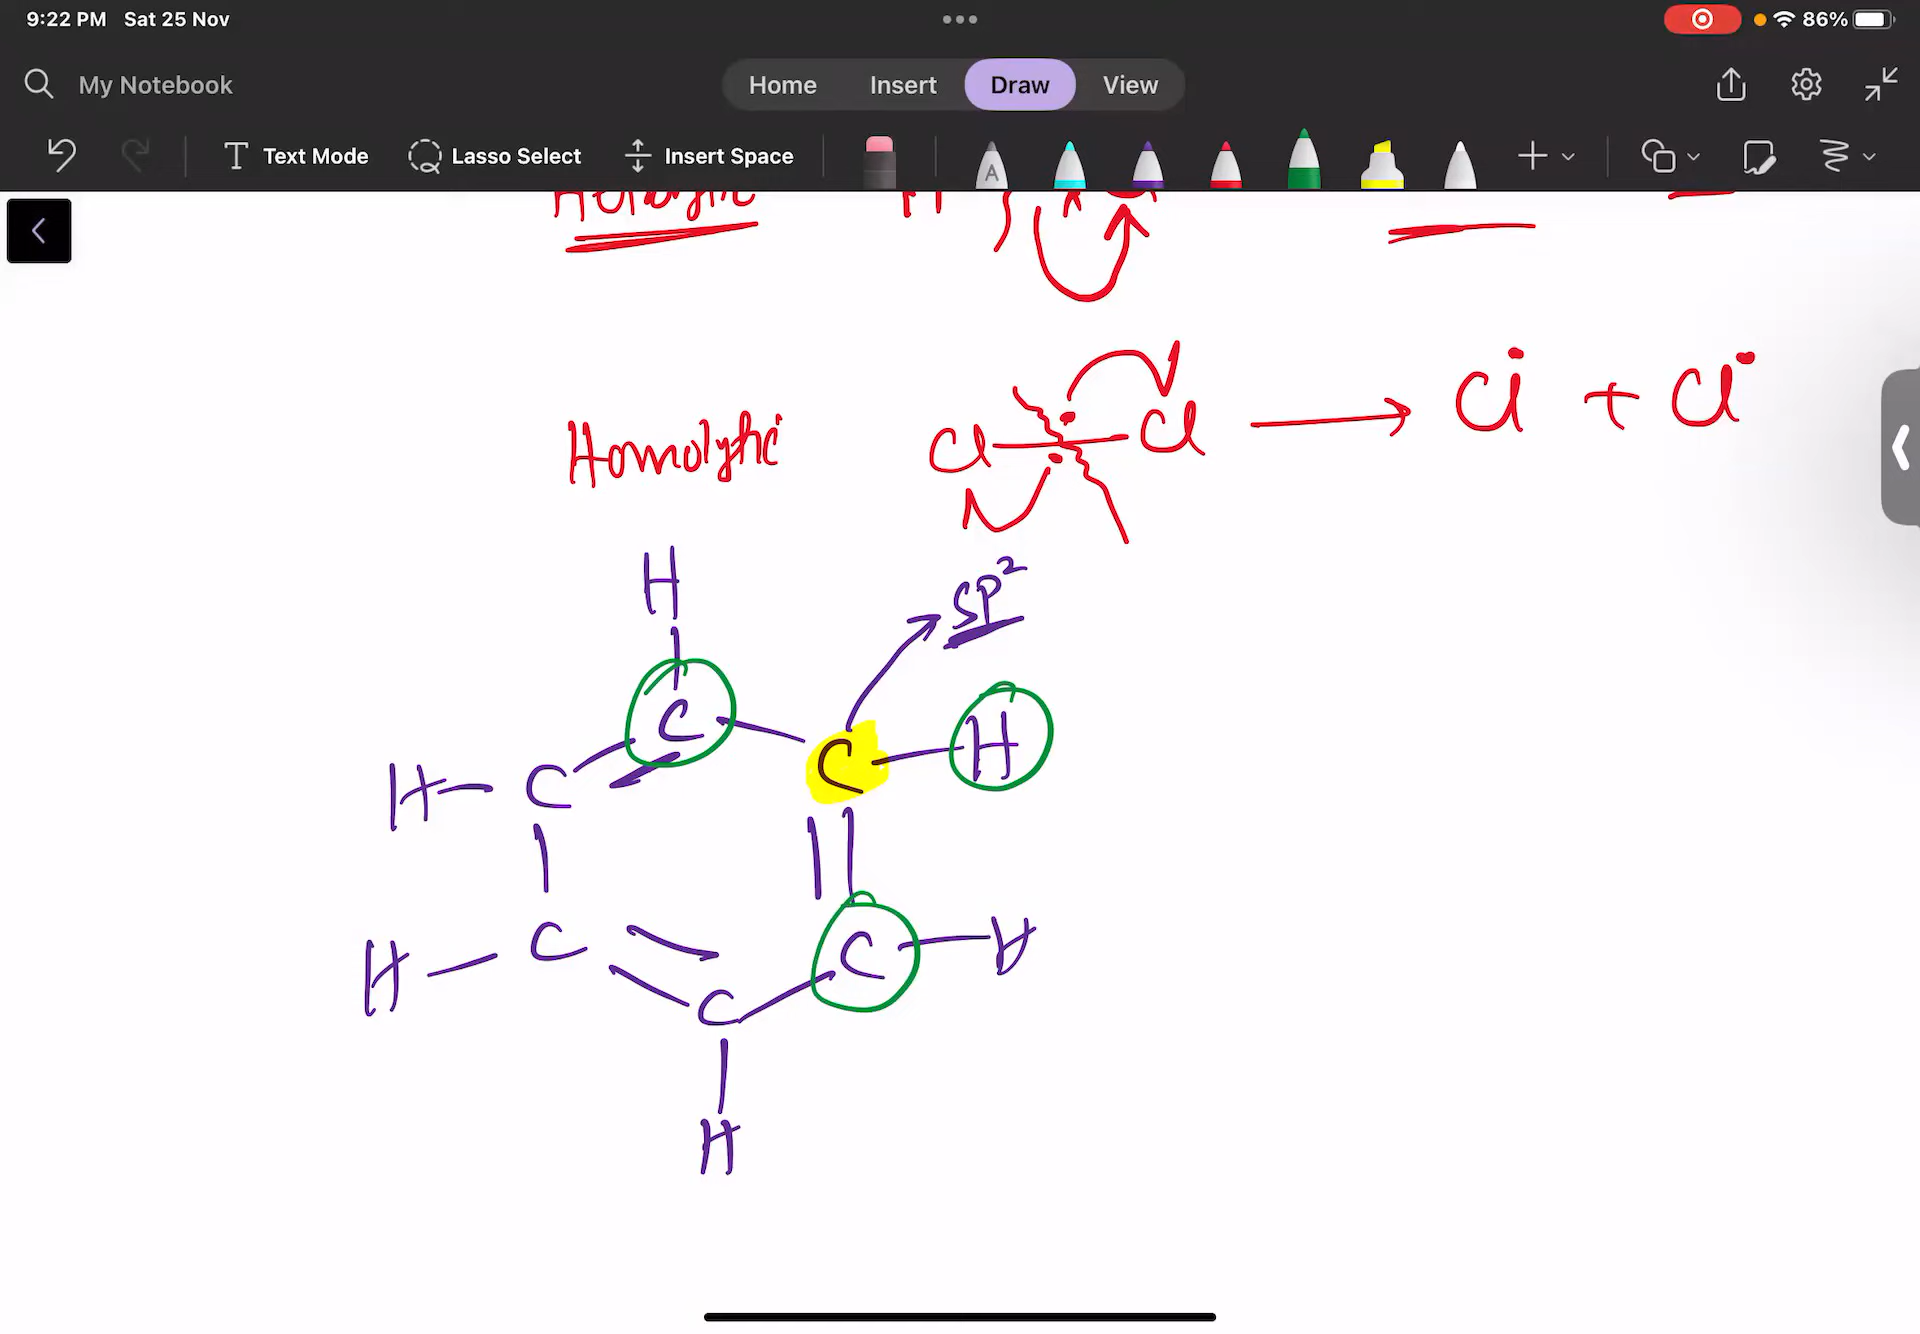 9:22 PM Sat 25 Nov
86%
My Notebook
Home Insert Draw View
Text Mode Lasso Select Insert Space
A
Homolytic Cl Cl Cl + Cl
H
SP²
C
C H
H C
C C H
H C
H